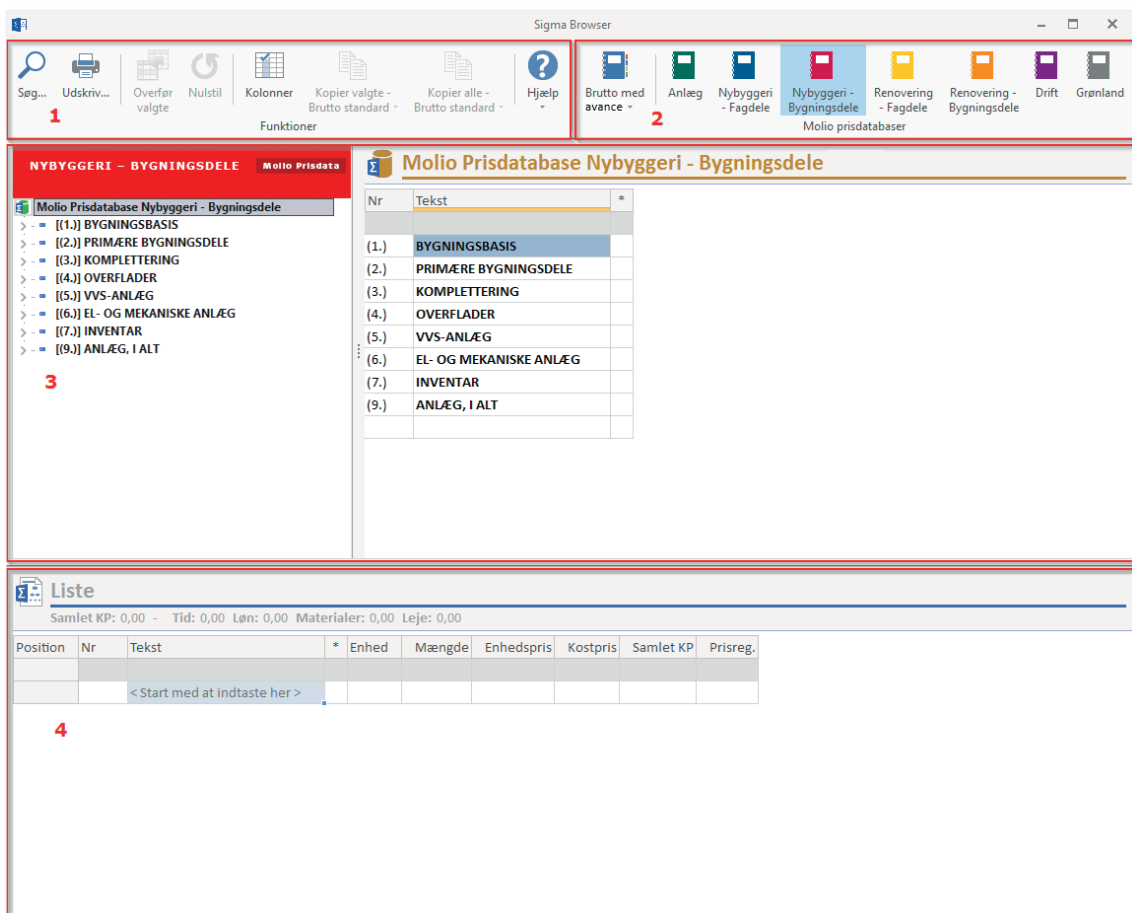 Sigma Browser
Søg...
Udskriv...
Overfør
valgte
Nulstil
Kolonner
Kopier valgte -
Brutto standard
Kopier alle -
Brutto standard
Hjælp
Funktioner
1
Brutto med
avance
Anlæg
Nybyggeri
- Fagdele
Nybyggeri -
Bygningsdele
Renovering
- Fagdele
Renovering -
Bygningsdele
Drift
Grønland
Molio prisdatabaser
2
NYBYGGERI – BYGNINGSDELE Molio Prisdata
Molio Prisdatabase Nybyggeri - Bygningsdele
[(1.)] BYGNINGSBASIS
[(2.)] PRIMÆRE BYGNINGSDELE
[(3.)] KOMPLETTERING
[(4.)] OVERFLADER
[(5.)] VVS-ANLÆG
[(6.)] EL- OG MEKANISKE ANLÆG
[(7.)] INVENTAR
[(9.)] ANLÆG, I ALT
3
Molio Prisdatabase Nybyggeri - Bygningsdele
Nr Tekst *
(1.) BYGNINGSBASIS
(2.) PRIMÆRE BYGNINGSDELE
(3.) KOMPLETTERING
(4.) OVERFLADER
(5.) VVS-ANLÆG
(6.) EL- OG MEKANISKE ANLÆG
(7.) INVENTAR
(9.) ANLÆG, I ALT
Liste
Samlet KP: 0,00 - Tid: 0,00 Løn: 0,00 Materialer: 0,00 Leje: 0,00
Position Nr Tekst * Enhed Mængde Enhedspris Kostpris Samlet KP Prisreg.
< Start med at indtaste her >
4